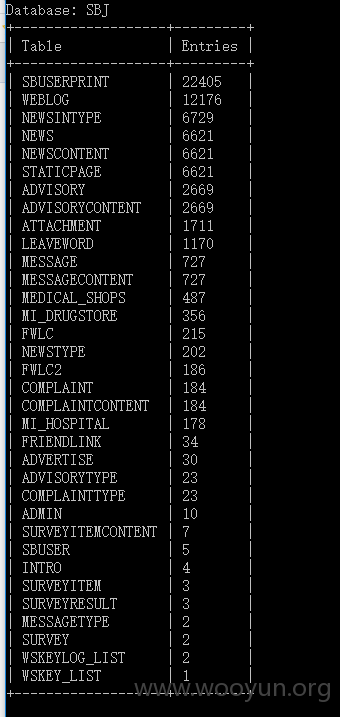 Database: SBJ
+------------------+---------+
| Table | Entries |
+------------------+---------+
| SBUSERPRINT | 22405 |
| WEBLOG | 12176 |
| NEWSINTYPE | 6729 |
| NEWS | 6621 |
| NEWSCONTENT | 6621 |
| STATICPAGE | 6621 |
| ADVISORY | 2669 |
| ADVISORYCONTENT | 2669 |
| ATTACHMENT | 1711 |
| LEAVEWORD | 1170 |
| MESSAGE | 727 |
| MESSAGECONTENT | 727 |
| MEDICAL_SHOPS | 487 |
| MI_DRUGSTORE | 356 |
| FWLC | 215 |
| NEWSTYPE | 202 |
| FWLC2 | 186 |
| COMPLAINT | 184 |
| COMPLAINTCONTENT | 184 |
| MI_HOSPITAL | 178 |
| FRIENDLINK | 34 |
| ADVERTISE | 30 |
| ADVISORYTYPE | 23 |
| COMPLAINTTYPE | 23 |
| ADMIN | 10 |
| SURVEYITEMCONTENT | 7 |
| SBUSER | 5 |
| INTRO | 4 |
| SURVEYITEM | 3 |
| SURVEYRESULT | 3 |
| MESSAGETYPE | 2 |
| SURVEY | 2 |
| WSKEYLOG_LIST | 2 |
| WSKEY_LIST | 1 |
+------------------+---------+
www.wooyun.org